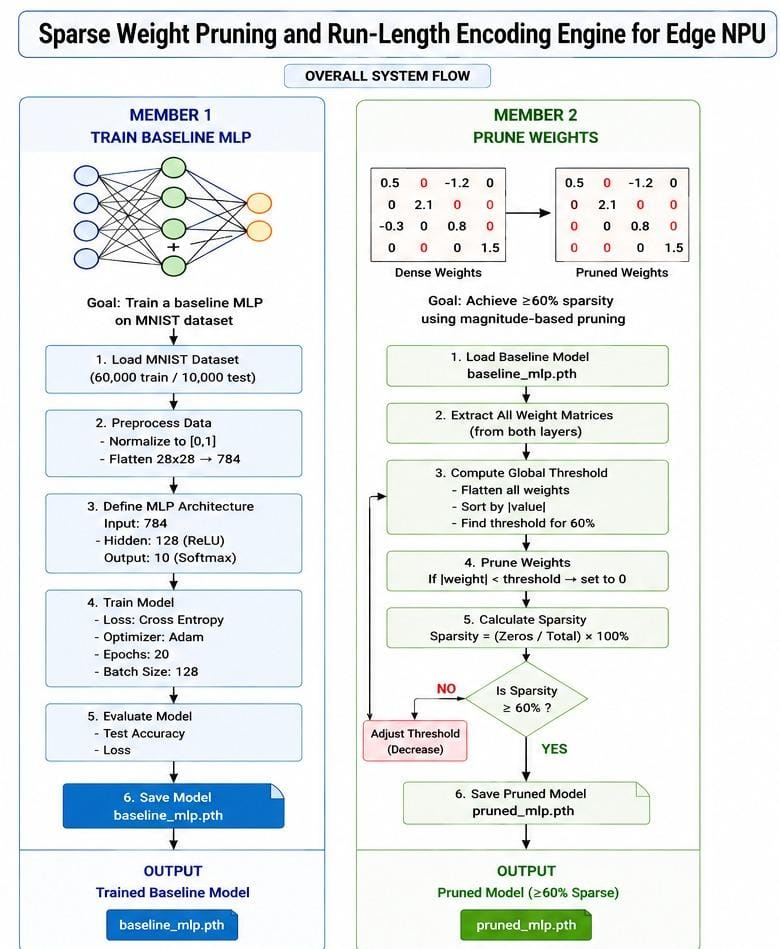 Sparse Weight Pruning and Run-Length Encoding Engine for Edge NPU
OVERALL SYSTEM FLOW
MEMBER 1
TRAIN BASELINE MLP
+
Goal: Train a baseline MLP
on MNIST dataset
1. Load MNIST Dataset
(60,000 train / 10,000 test)
2. Preprocess Data
- Normalize to [0,1]
- Flatten 28x28 → 784
3. Define MLP Architecture
Input: 784
- Hidden: 128 (ReLU)
Output: 10 (Softmax)
4. Train Model
- Loss: Cross Entropy
- Optimizer: Adam
- Epochs: 20
- Batch Size: 128
5. Evaluate Model
- Test Accuracy
- Loss
6. Save Model
baseline_mlp.pth
OUTPUT
Trained Baseline Model
baseline_mlp.pth
MEMBER 2
PRUNE WEIGHTS
0.5 0 -1.2 0
0 2.1 0 0
-0.3 0 0.8 0
0 0 0 1.5
Dense Weights
0.5 0 -1.2 0
0 2.1 0 0
0 0 0.8 0
0 0 0 1.5
Pruned Weights
Goal: Achieve ≥60% sparsity
using magnitude-based pruning
1. Load Baseline Model
baseline_mlp.pth
2. Extract All Weight Matrices
(from both layers)
3. Compute Global Threshold
- Flatten all weights
- Sort by |value|
- Find threshold for 60%
4. Prune Weights
If |weight| < threshold → set to 0
5. Calculate Sparsity
Sparsity = (Zeros / Total) × 100%
Is Sparsity
≥ 60% ?
NO
Adjust Threshold
(Decrease)
YES
6. Save Pruned Model
pruned_mlp.pth
OUTPUT
Pruned Model (≥60% Sparse)
pruned_mlp.pth